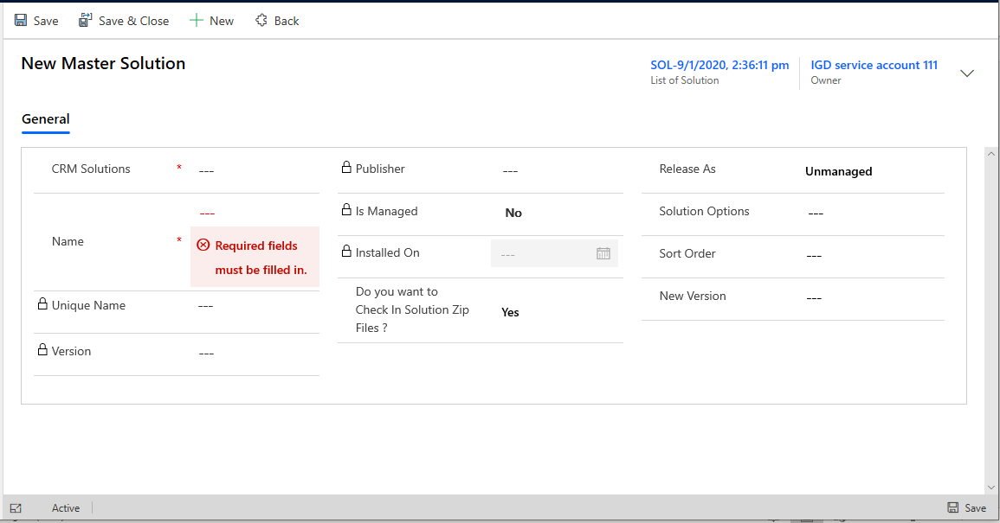 Save
Save & Close
New
Back
New Master Solution
SOL-9/1/2020, 2:36:11 pm
List of Solution
IGD service account 111
Owner
General
CRM Solutions
*
---
Name
*
---
Required fields
must be filled in.
Unique Name
---
Version
---
Publisher
---
Is Managed
No
Installed On
---
Do you want to
Check In Solution Zip
Files ?
Yes
Release As
Unmanaged
Solution Options
---
Sort Order
---
New Version
---
Active
Save